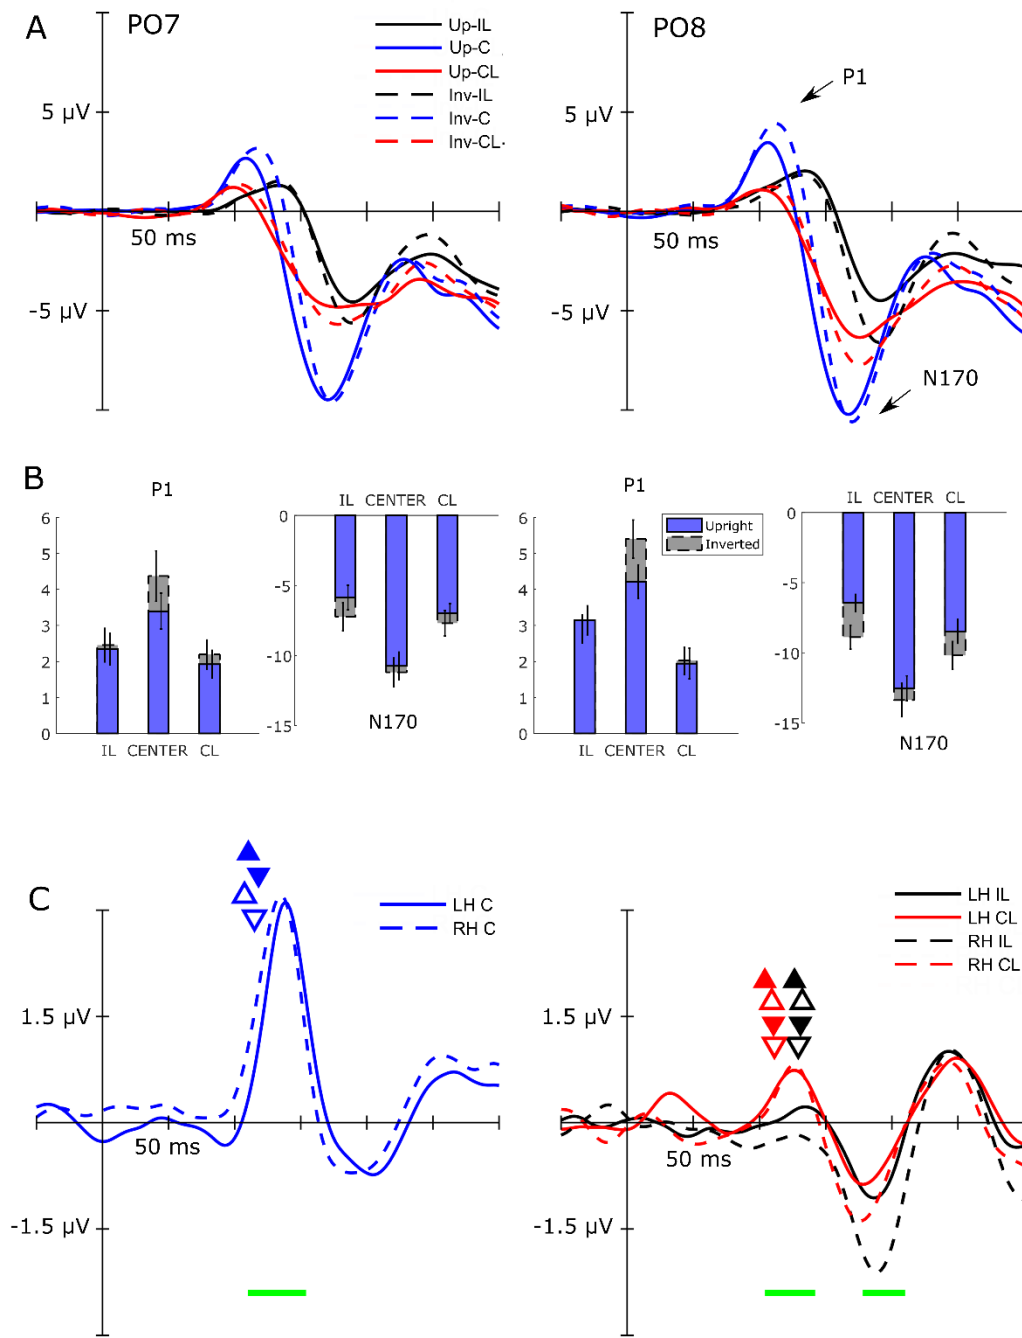 A
PO7
Up-IL
Up-C
Up-CL
Inv-IL
Inv-C
Inv-CL
5 µV
50 ms
-5 µV
PO8
P1
5 µV
50 ms
-5 µV
N170
B
P1
6
5
4
3
2
1
0
IL CENTER CL
IL CENTER CL
0
-5
-10
-15
N170
P1
6
5
4
3
2
1
0
IL CENTER CL
Upright
Inverted
IL CENTER CL
0
-5
-10
-15
N170
C
LH C
RH C
1.5 µV
50 ms
-1.5 µV
LH IL
LH CL
RH IL
RH CL
1.5 µV
50 ms
-1.5 µV